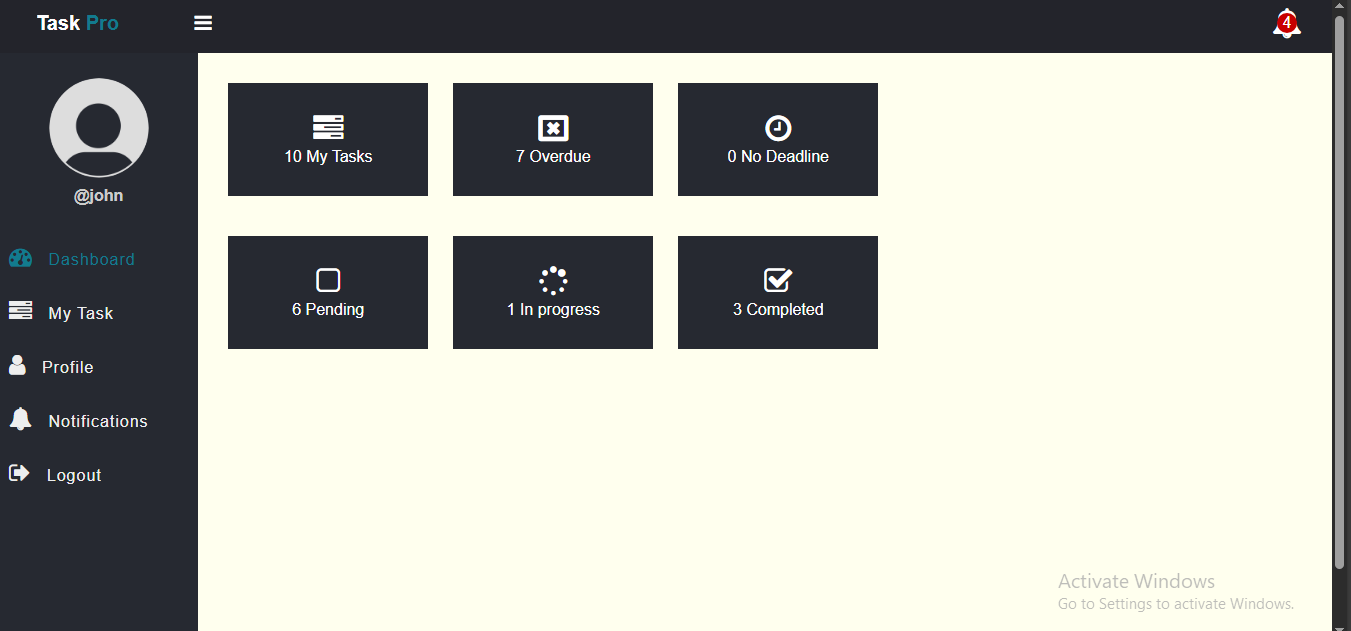 Task Pro
4
@john
Dashboard
My Task
Profile
Notifications
Logout
10 My Tasks
7 Overdue
0 No Deadline
6 Pending
1 In progress
3 Completed
Activate Windows
Go to Settings to activate Windows.